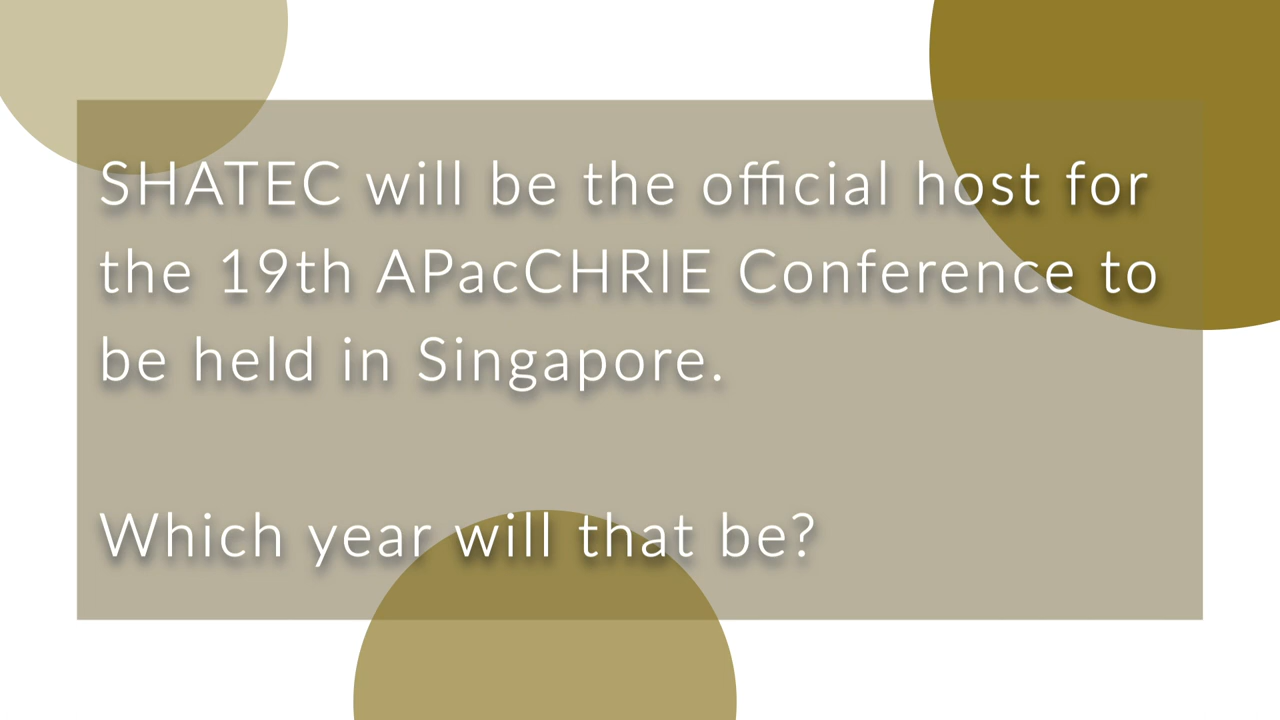 SHATEC will be the official host for
the 19th APacCHRIE Conference to
be held in Singapore.
Which year will that be?